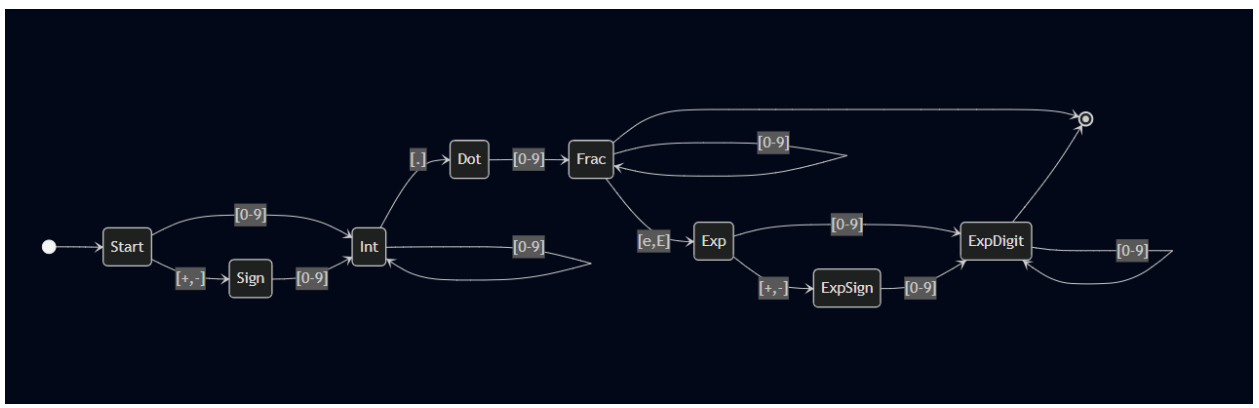 [0-9]
[.] Dot [0-9] Frac
[0-9] [0-9]
Start Int [e,E] Exp ExpDigit
[0-9] [0-9]
[+,-] Sign [0-9]
[+,-] ExpSign [0-9]